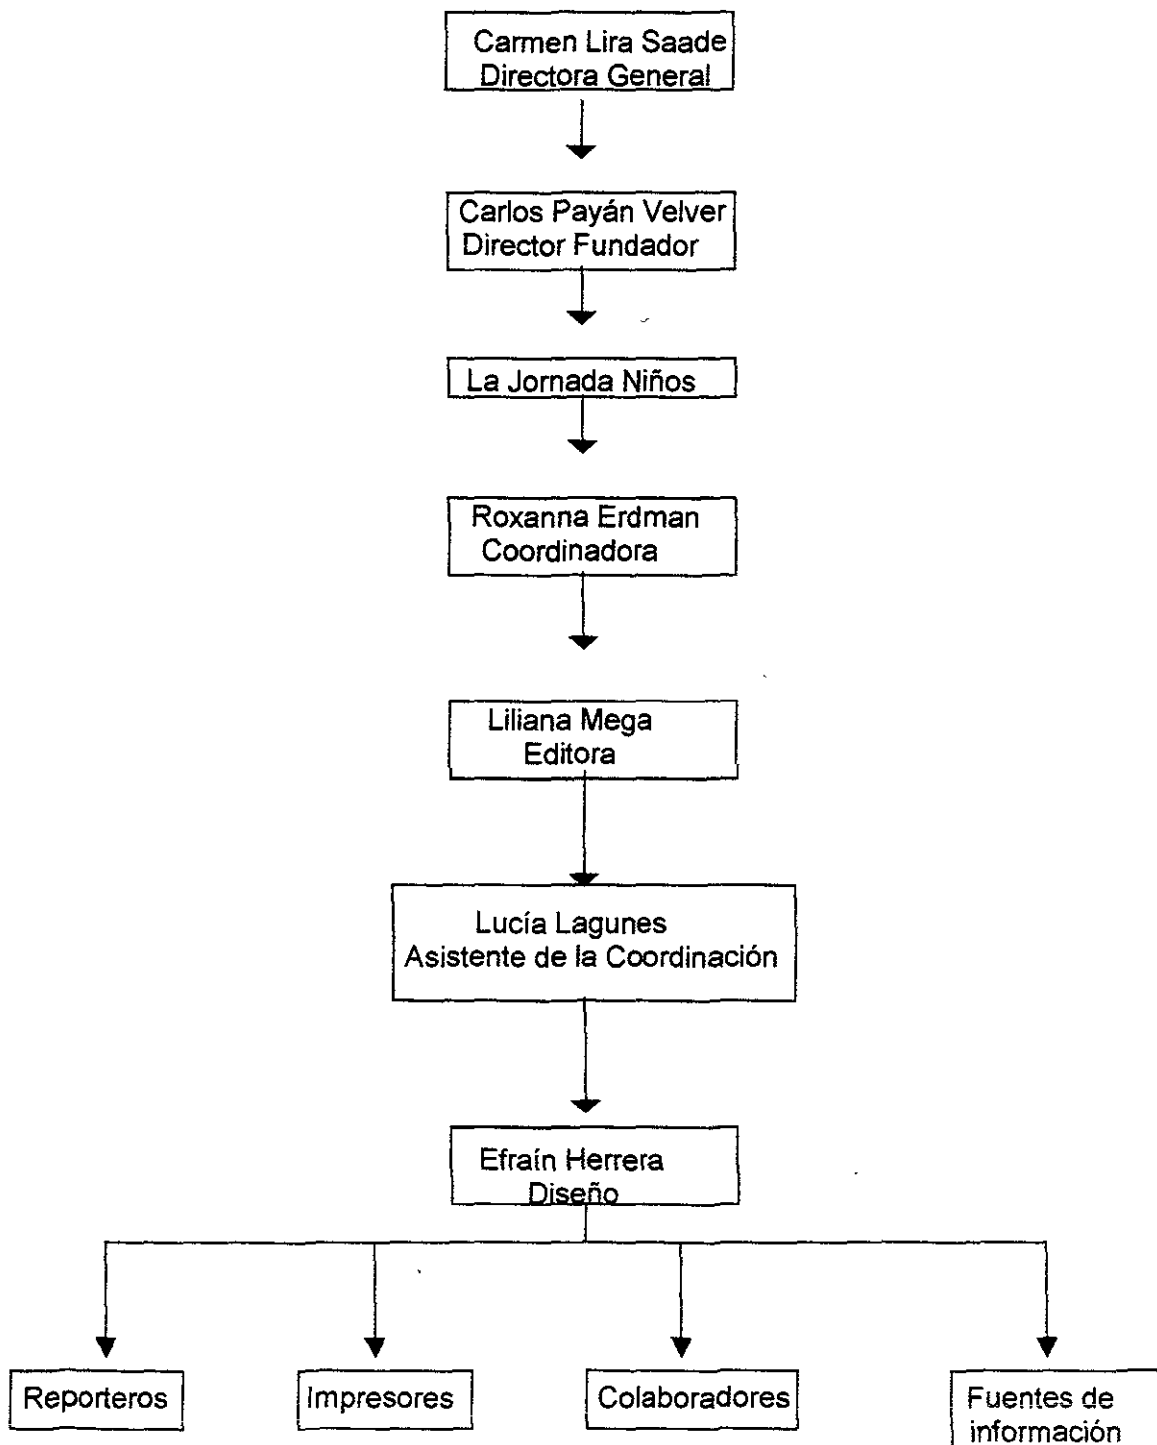 Carmen Lira Saade
Directora General
Carlos Payán Velver
Director Fundador
La Jornada Niños
Roxanna Erdman
Coordinadora
Liliana Mega
Editora
Lucía Lagunes
Asistente de la Coordinación
Efraín Herrera
Diseño
Reporteros
Impresores
Colaboradores
Fuentes de
información